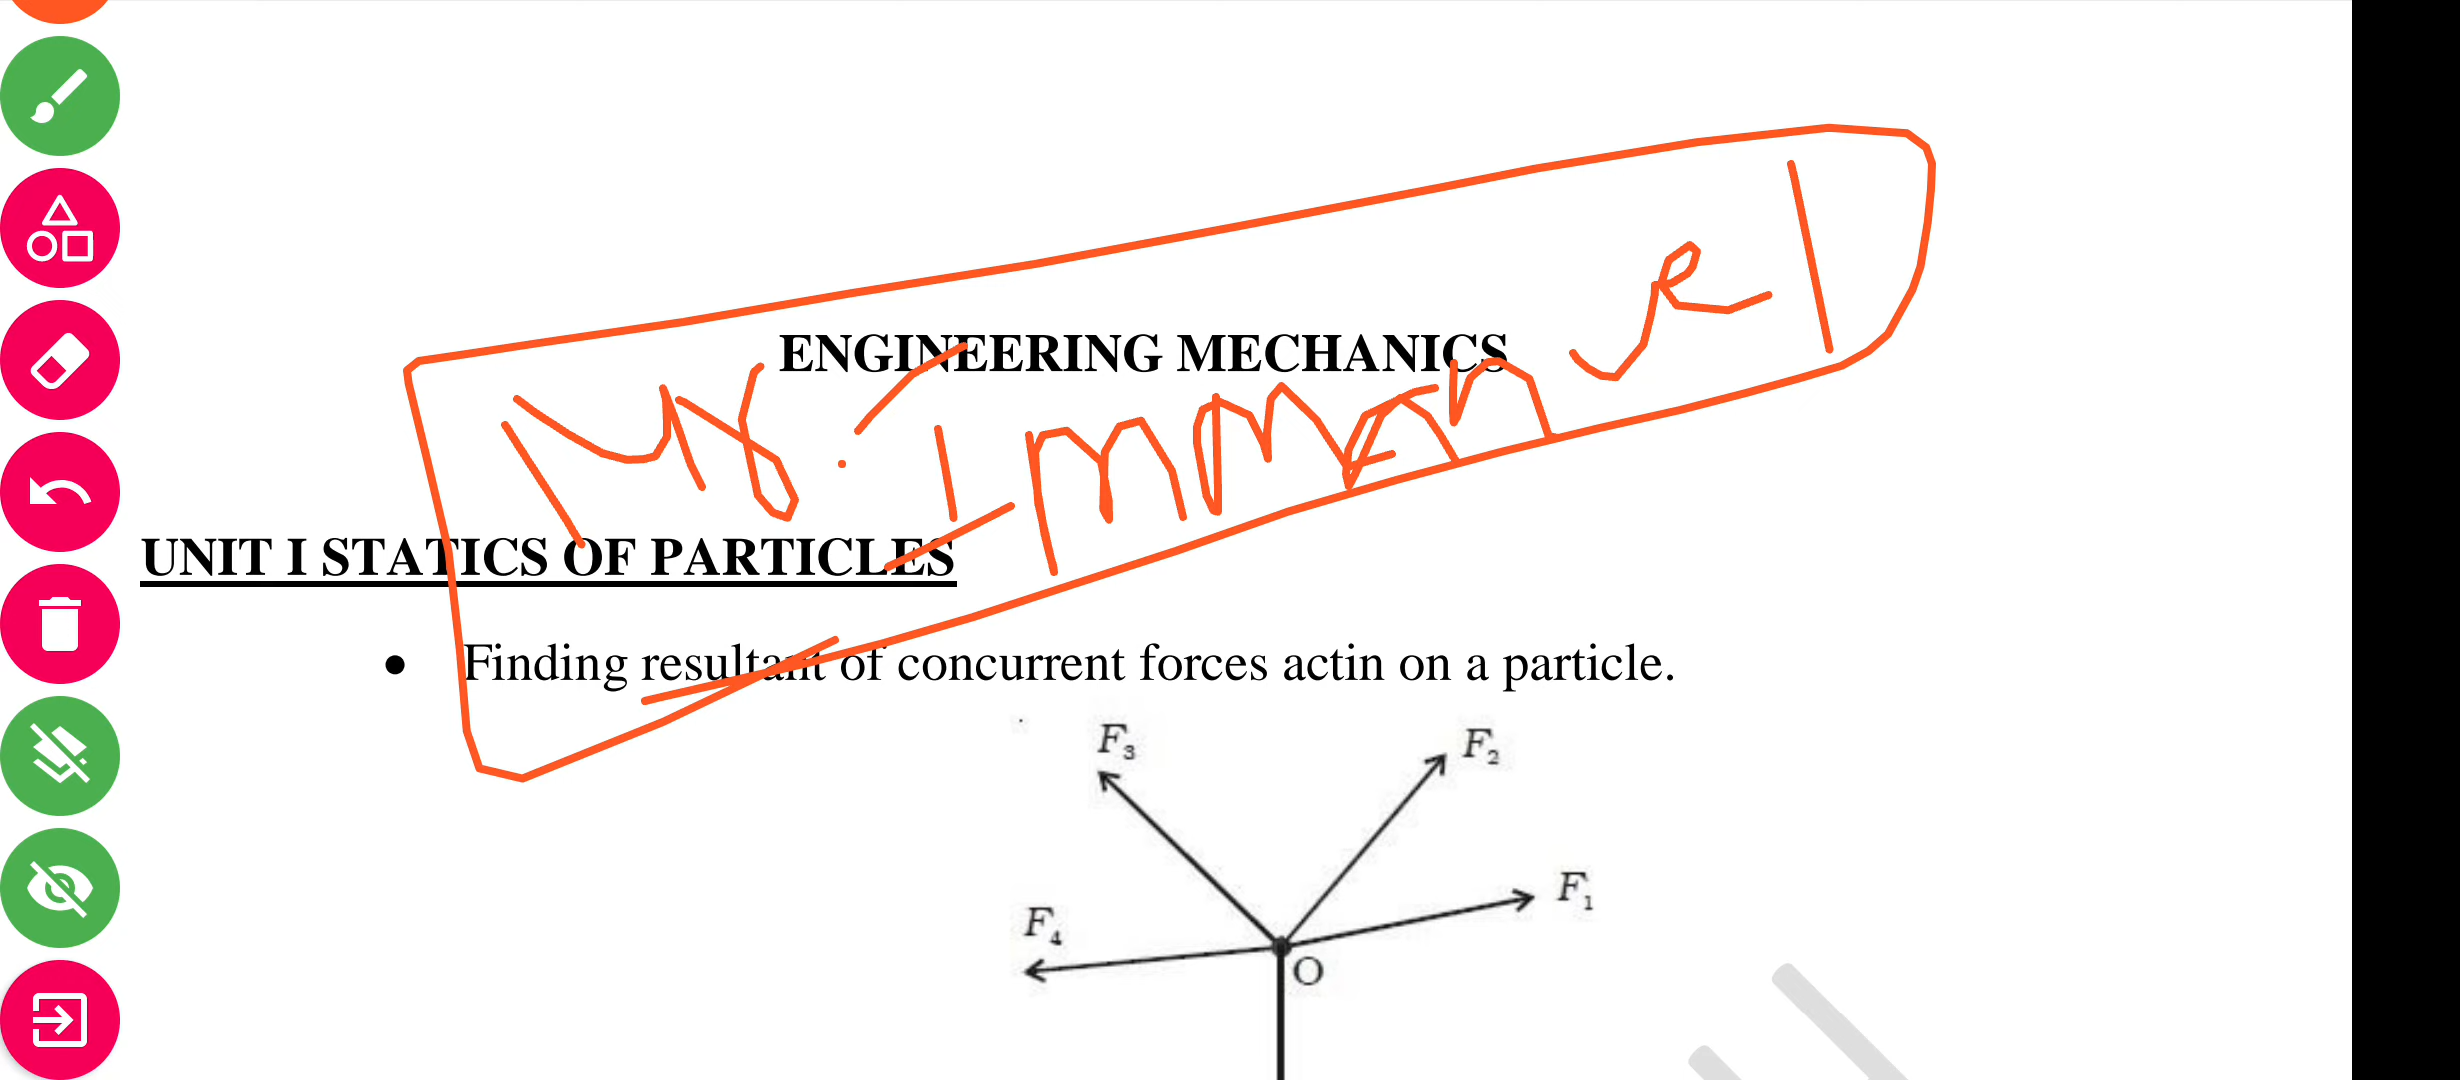 ENGINEERING MECHANICS
Mr. Immanuel
UNIT I STATICS OF PARTICLES
● Finding resultant of concurrent forces actin on a particle.
F3
F2
F1
F4
O